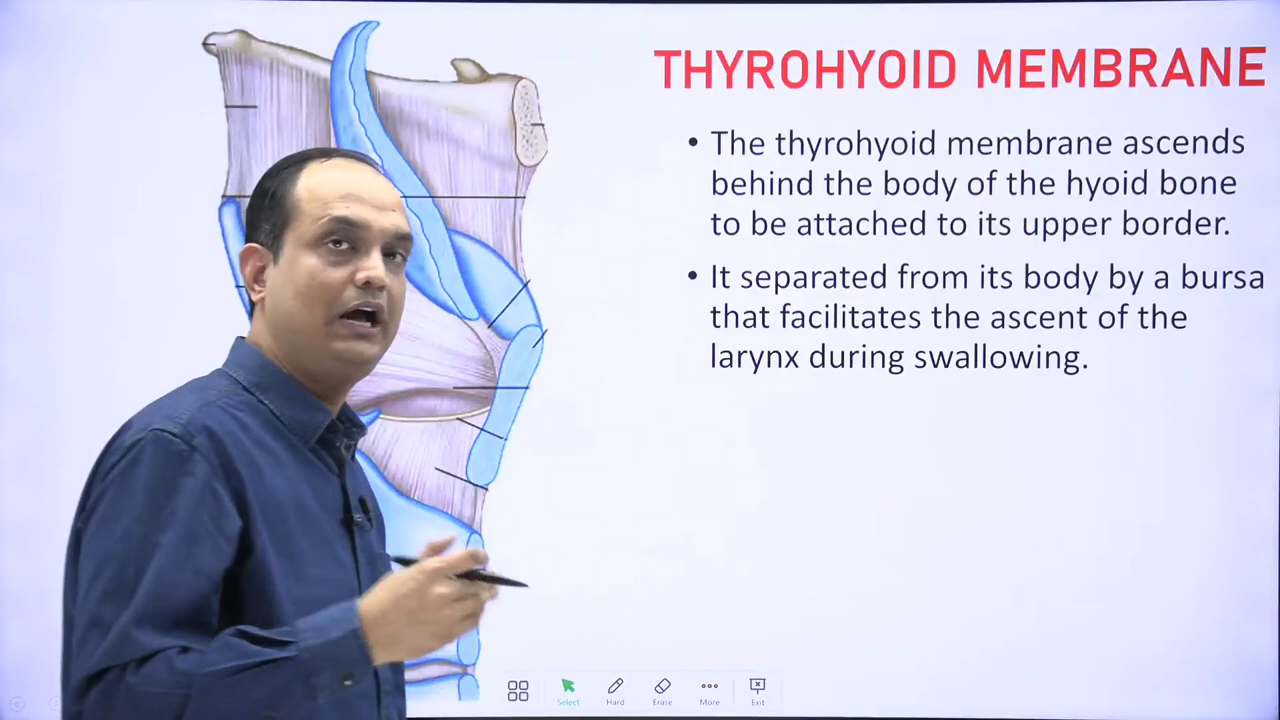 THYROHYOID MEMBRANE
• The thyrohyoid membrane ascends
behind the body of the hyoid bone
to be attached to its upper border.
• It separated from its body by a bursa
that facilitates the ascent of the
larynx during swallowing.
Select
Hard
Erase
More
Exit